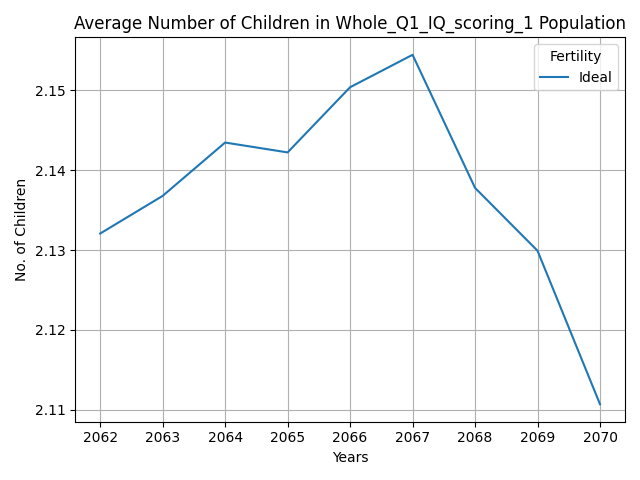 Average Number of Children in Whole_Q1_IQ_scoring_1 Population
Fertility
Ideal
No. of Children
2.15
2.14
2.13
2.12
2.11
2062 2063 2064 2065 2066 2067 2068 2069 2070
Years